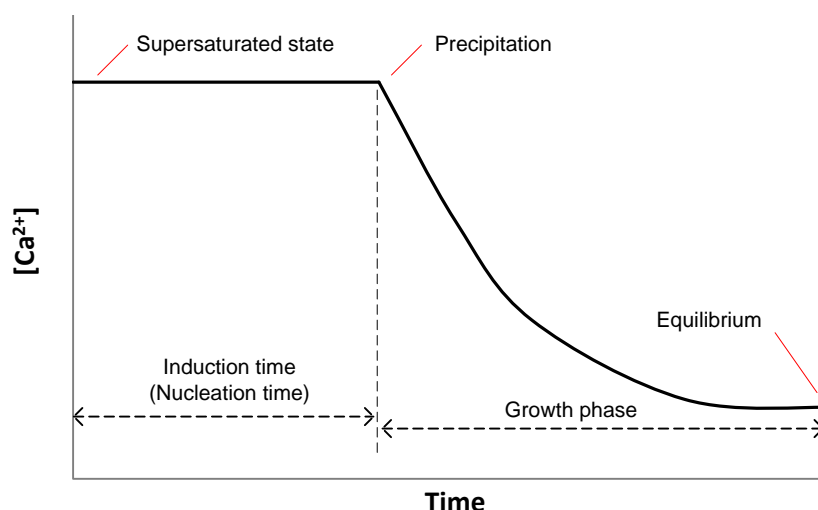 Supersaturated state
Precipitation
[Ca²⁺]
Equilibrium
Induction time
(Nucleation time)
Growth phase
Time